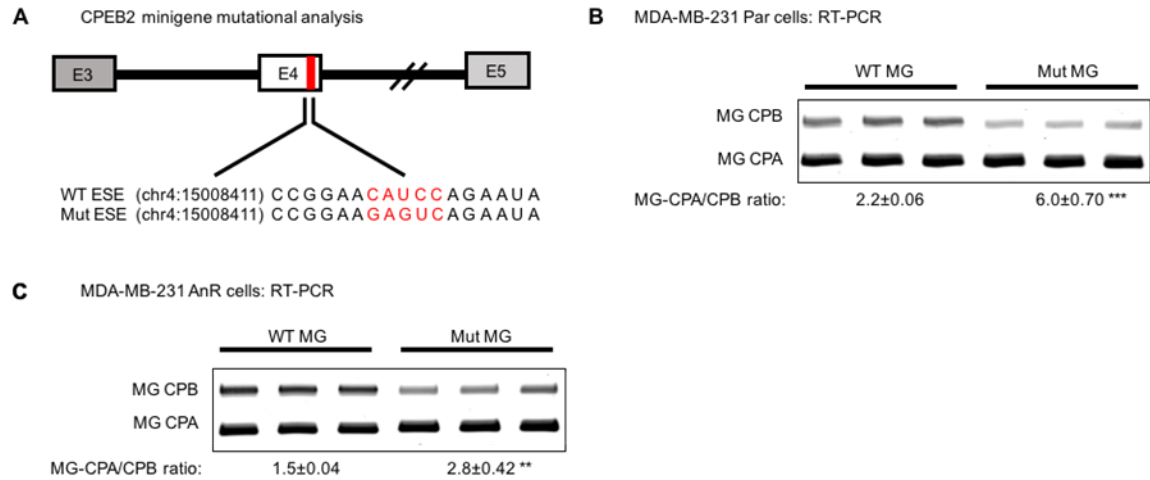 A CPEB2 minigene mutational analysis
E3 E4 E5
WT ESE (chr4:15008411) C C G G A A C A U C C A G A A U A
Mut ESE (chr4:15008411) C C G G A A G A G U C A G A A U A
B MDA-MB-231 Par cells: RT-PCR
WT MG Mut MG
MG CPB
MG CPA
MG-CPA/CPB ratio: 2.2±0.06 6.0±0.70 ***
C MDA-MB-231 AnR cells: RT-PCR
WT MG Mut MG
MG CPB
MG CPA
MG-CPA/CPB ratio: 1.5±0.04 2.8±0.42 **